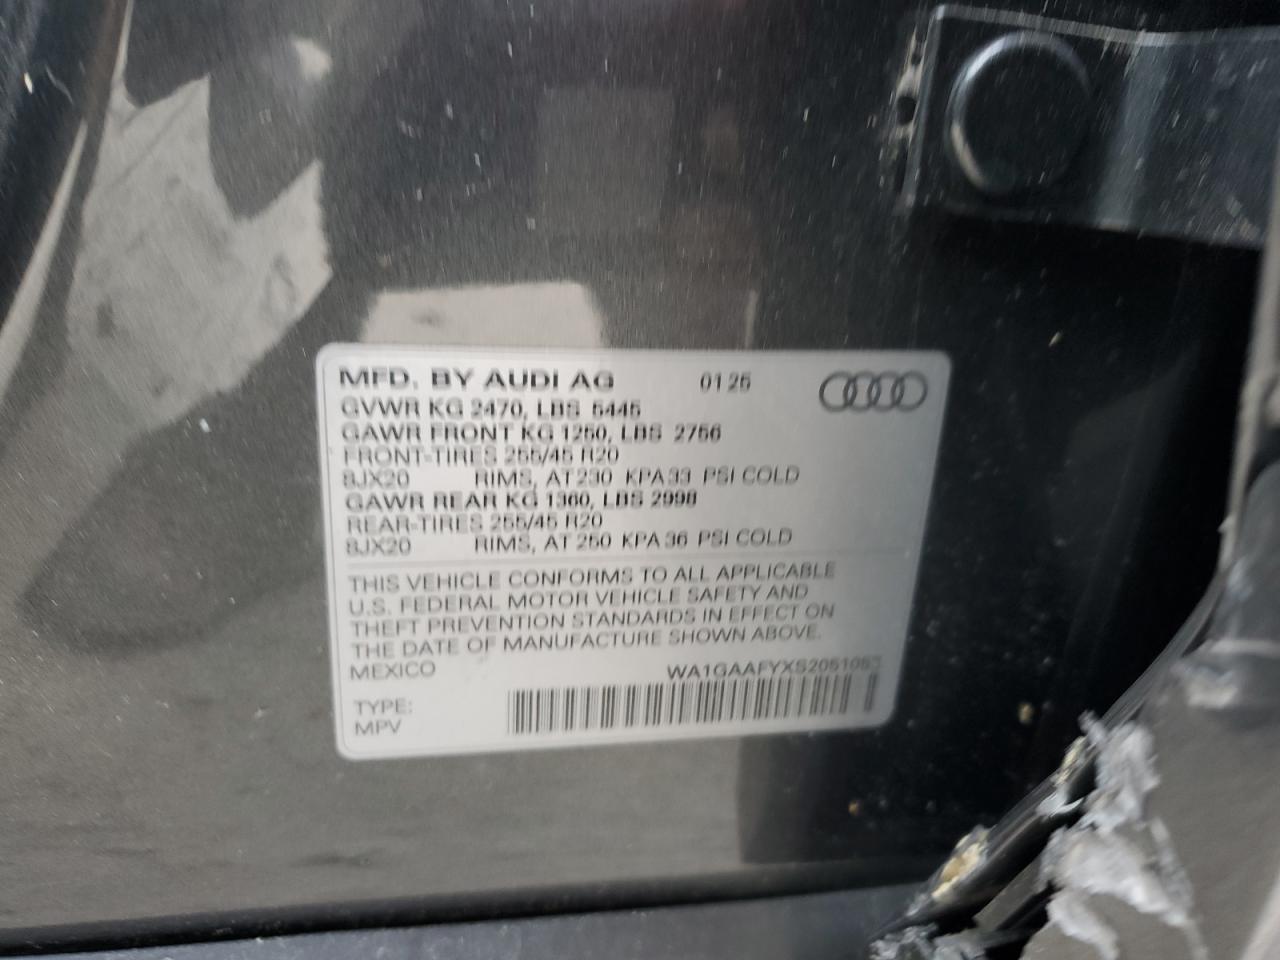 MFD. BY AUDI AG 01 25
GVWR KG 2470, LBS 5445
GAWR FRONT KG 1250, LBS 2756
FRONT-TIRES 255/45 R20
8JX20 RIMS, AT 230 KPA 33 PSI COLD
GAWR REAR KG 1360, LBS 2998
REAR-TIRES 255/45 R20
8JX20 RIMS, AT 250 KPA 36 PSI COLD
THIS VEHICLE CONFORMS TO ALL APPLICABLE
U.S. FEDERAL MOTOR VEHICLE SAFETY AND
THEFT PREVENTION STANDARDS IN EFFECT ON
THE DATE OF MANUFACTURE SHOWN ABOVE.
MEXICO
TYPE:
MPV